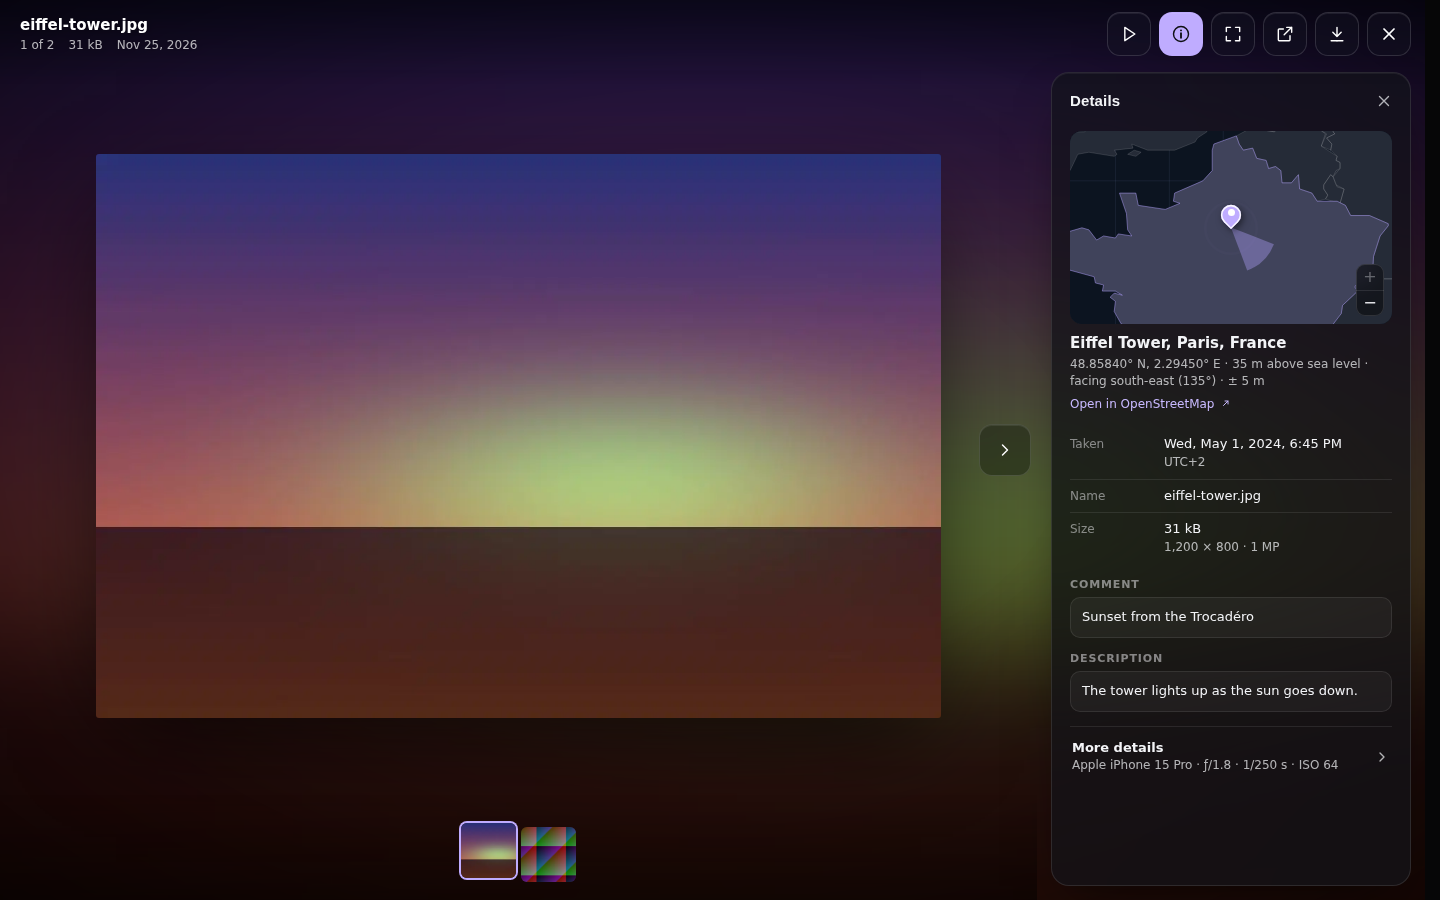 eiffel-tower.jpg
1 of 2 31 kB Nov 25, 2026
Details
Eiffel Tower, Paris, France
48.85840° N, 2.29450° E · 35 m above sea level ·
facing south-east (135°) · ± 5 m
Open in OpenStreetMap ↗
Taken Wed, May 1, 2024, 6:45 PM
UTC+2
Name eiffel-tower.jpg
Size 31 kB
1,200 × 800 · 1 MP
COMMENT
Sunset from the Trocadéro
DESCRIPTION
The tower lights up as the sun goes down.
More details
Apple iPhone 15 Pro · ƒ/1.8 · 1/250 s · ISO 64